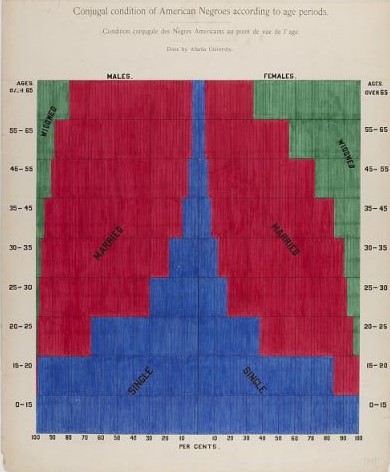 Conjugal condition of American Negroes according to age periods.
Condition conjugale des Nègres Americains au point de vue de l'age.
Done by Atlanta University.
MALES.
FEMALES.
AGES.
OVER 65
AGES.
OVER 65
WIDOWED
WIDOWED
55-65
55-65
45-55
45-55
35-45
35-45
MARRIED
MARRIED
30-35
30-35
25-30
25-30
20-25
20-25
15-20
15-20
SINGLE
SINGLE
0-15
0-15
100 90 80 70 60 50 40 30 20 10 10 20 30 40 50 60 70 80 90 100
PER CENTS.